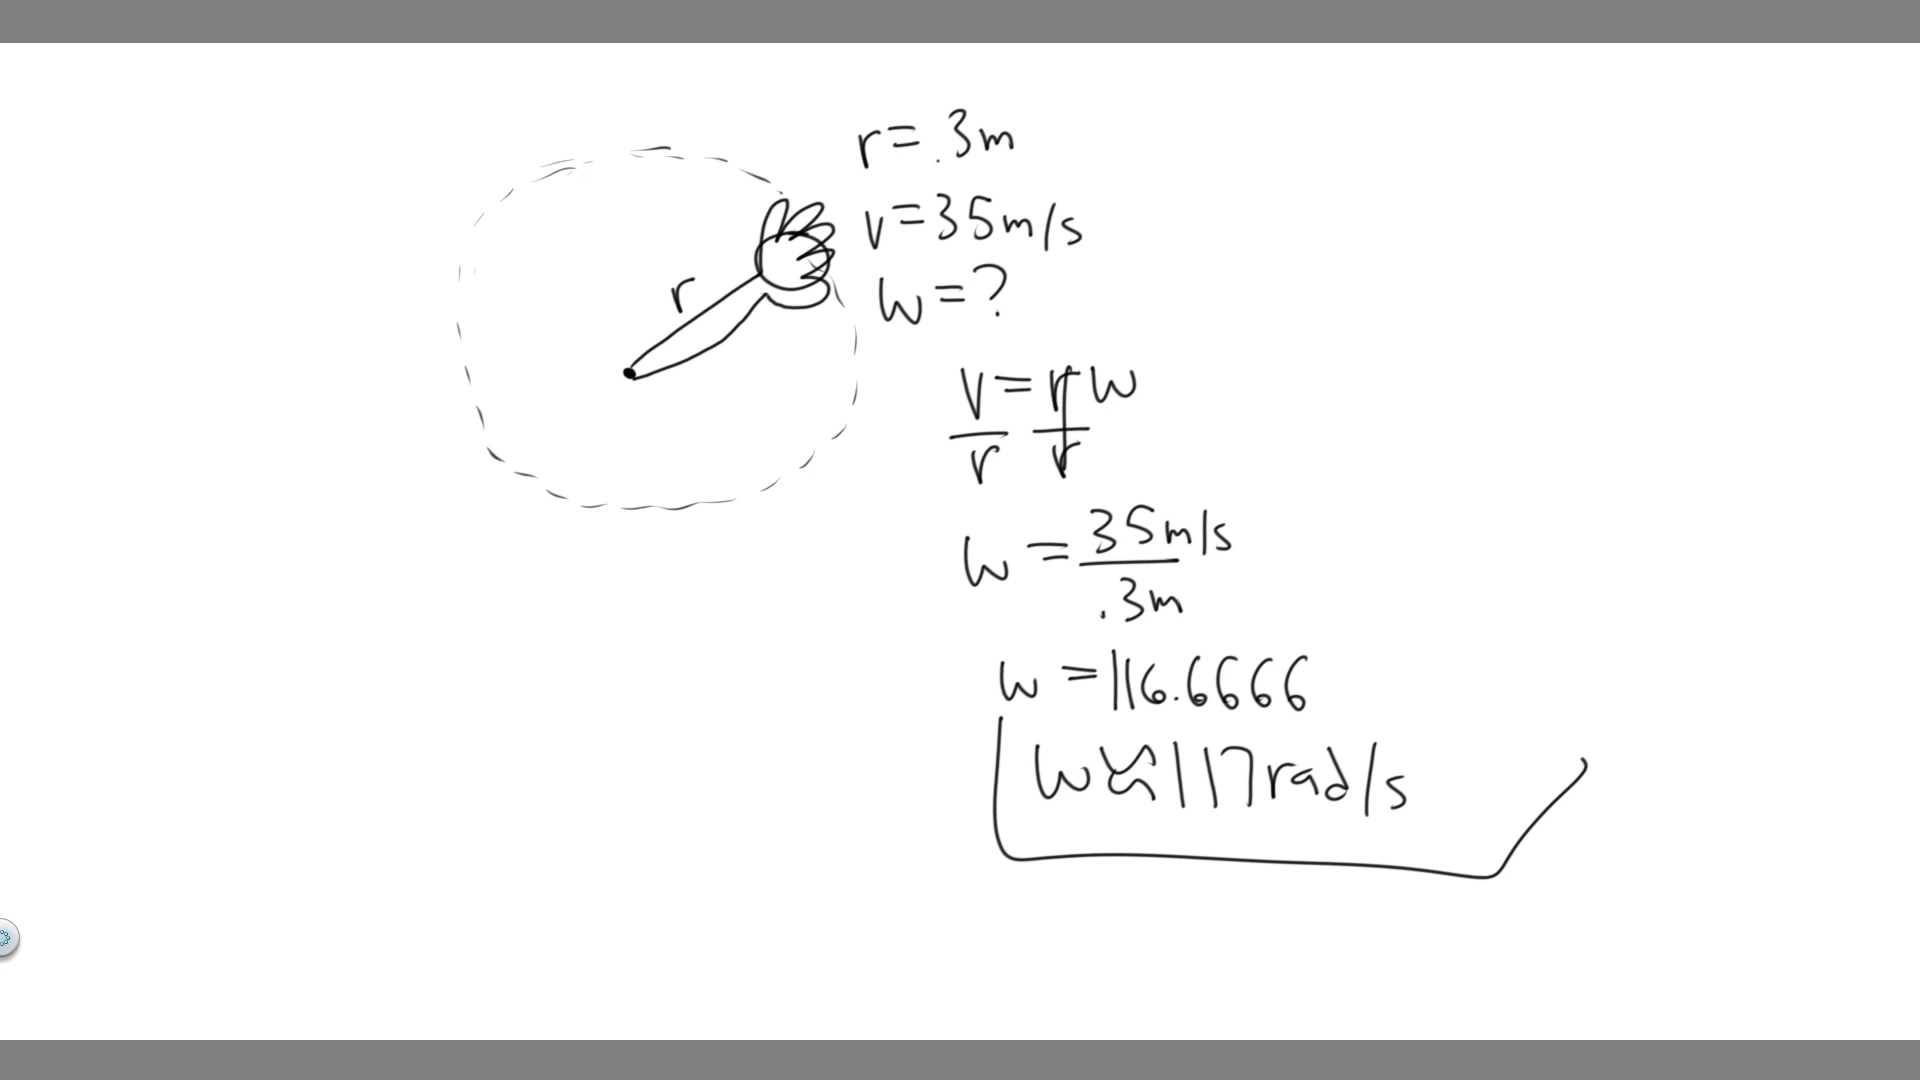 r
r=.3m
v=35m/s
w=?
v=rw
r r
w=35m/s
.3m
w=116.6666
w≈117rad/s